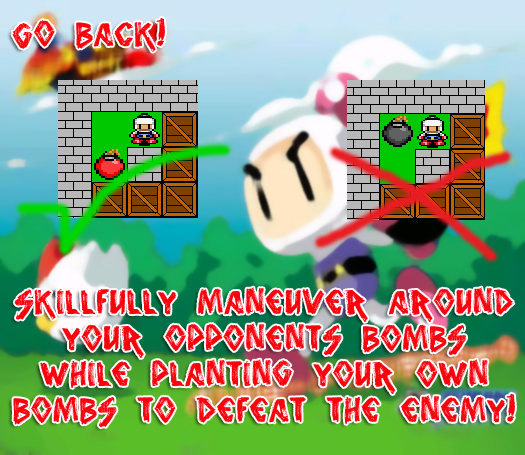 GO BACK!
SKILLFULLY MANEUVER AROUND
YOUR OPPONENTS BOMBS
WHILE PLANTING YOUR OWN
BOMBS TO DEFEAT THE ENEMY!